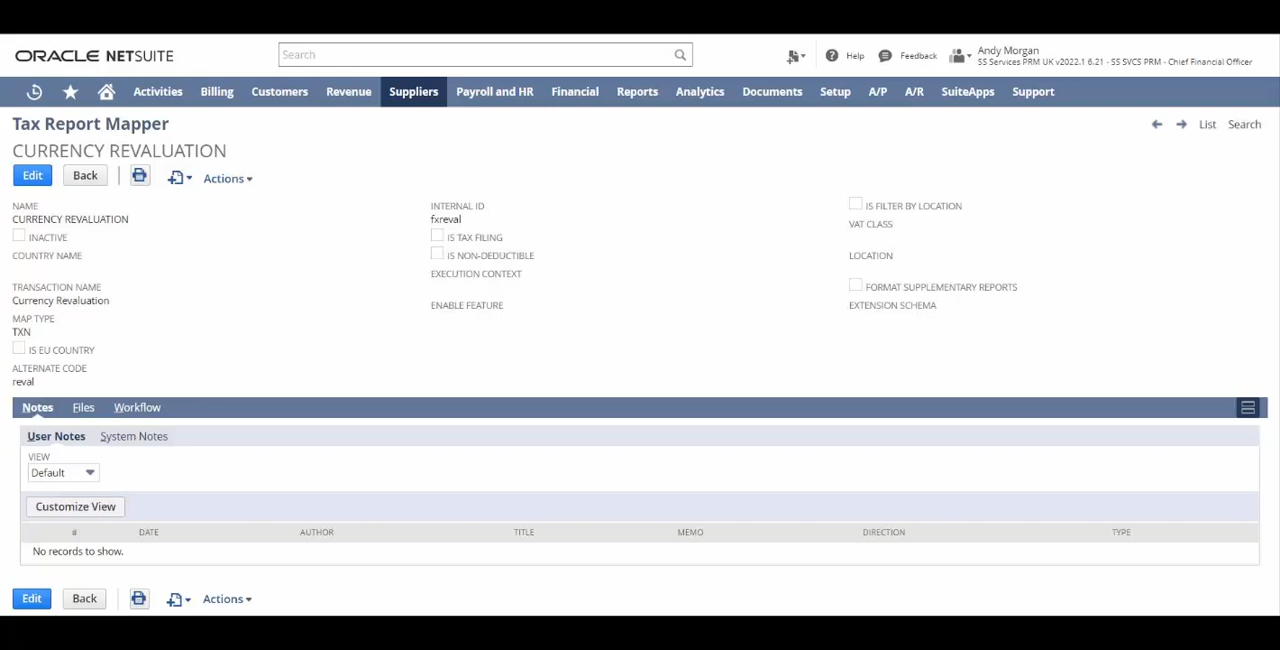 ORACLE NETSUITE
Search
Help
Feedback
Andy Morgan
SS Services PRM UK v2022.1 6.21 - SS SVCS PRM - Chief Financial Officer
Activities Billing Customers Revenue Suppliers Payroll and HR Financial Reports Analytics Documents Setup A/P A/R SuiteApps Support
Tax Report Mapper
List Search
CURRENCY REVALUATION
Edit Back Actions
NAME
CURRENCY REVALUATION
INACTIVE
COUNTRY NAME
TRANSACTION NAME
Currency Revaluation
MAP TYPE
TXN
IS EU COUNTRY
ALTERNATE CODE
reval
INTERNAL ID
fxreval
IS TAX FILING
IS NON-DEDUCTIBLE
EXECUTION CONTEXT
ENABLE FEATURE
IS FILTER BY LOCATION
VAT CLASS
LOCATION
FORMAT SUPPLEMENTARY REPORTS
EXTENSION SCHEMA
Notes Files Workflow
User Notes System Notes
VIEW
Default
Customize View
# DATE AUTHOR TITLE MEMO DIRECTION TYPE
No records to show.
Edit Back Actions